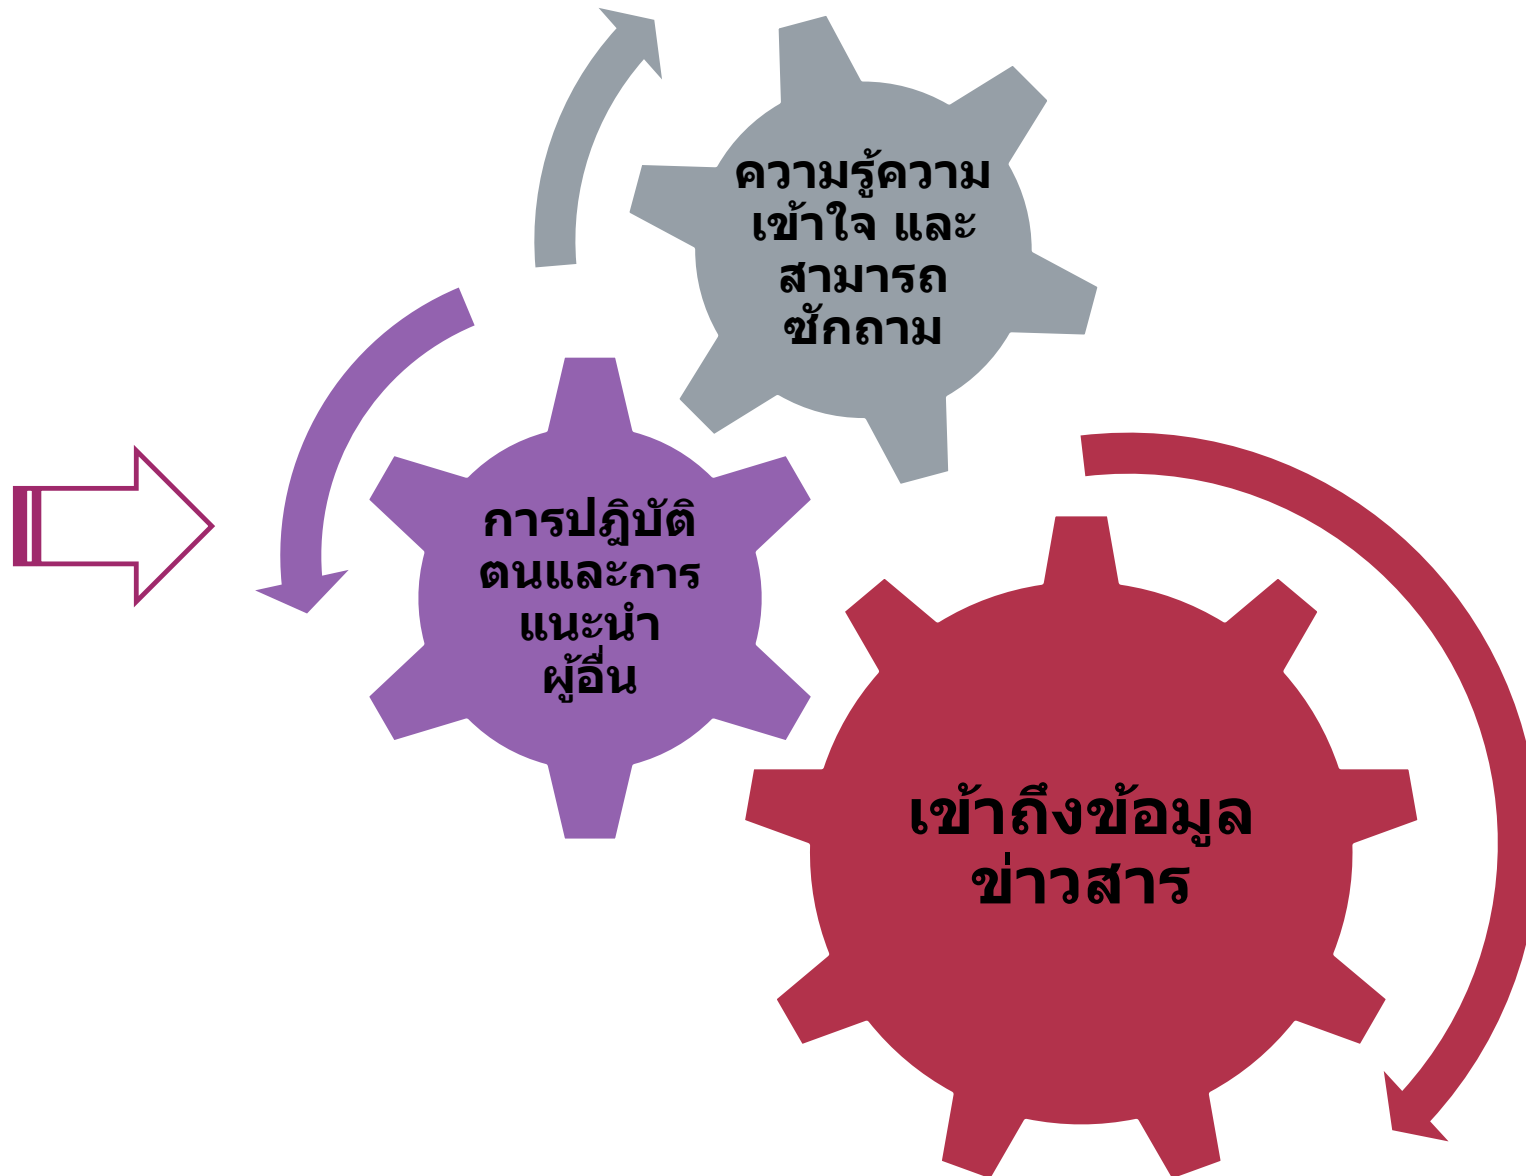 ความรู้ความ
เข้าใจ และ
สามารถ
ซักถาม
การปฎิบัติ
ตนและการ
แนะนำ
ผู้อื่น
เข้าถึงข้อมูล
ข่าวสาร